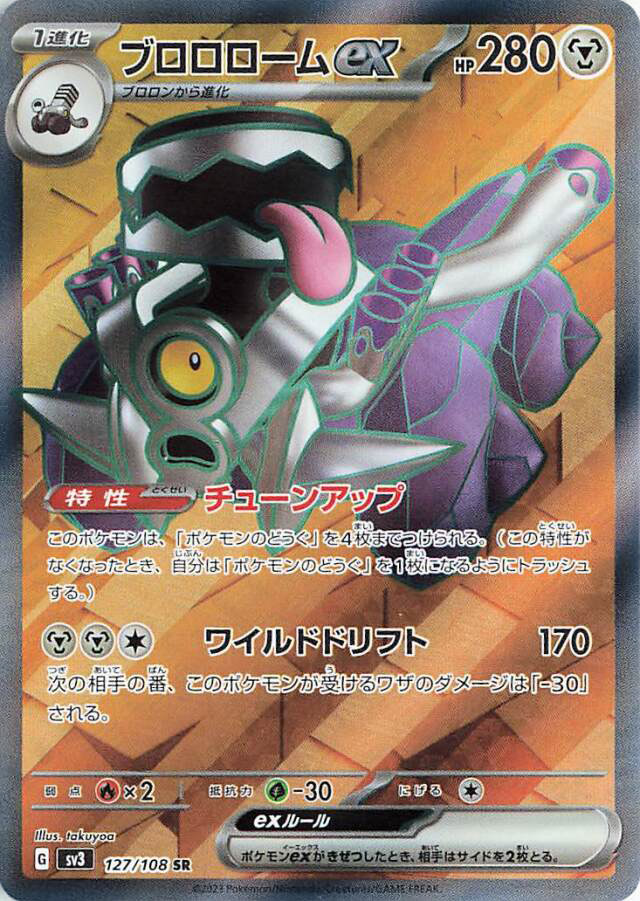 1進化
ブロロロームex
HP280
ブロロンから進化
特性
とくせい
チューンアップ
このポケモンは、「ポケモンのどうぐ」を4枚までつけられる。(この特性が
なくなったとき、自分は「ポケモンのどうぐ」を1枚になるようにトラッシュ
する。)
ワイルドドリフト 170
次の相手の番、このポケモンが受けるワザのダメージは「-30」
される。
弱点 ×2 抵抗力 -30 にげる
Illus. takuyoa
exルール
G sv3 127/108 SR
ポケモンexがきぜつしたとき、相手はサイドを2枚とる。
©2023 Pokémon/Nintendo/Creatures/GAME FREAK.